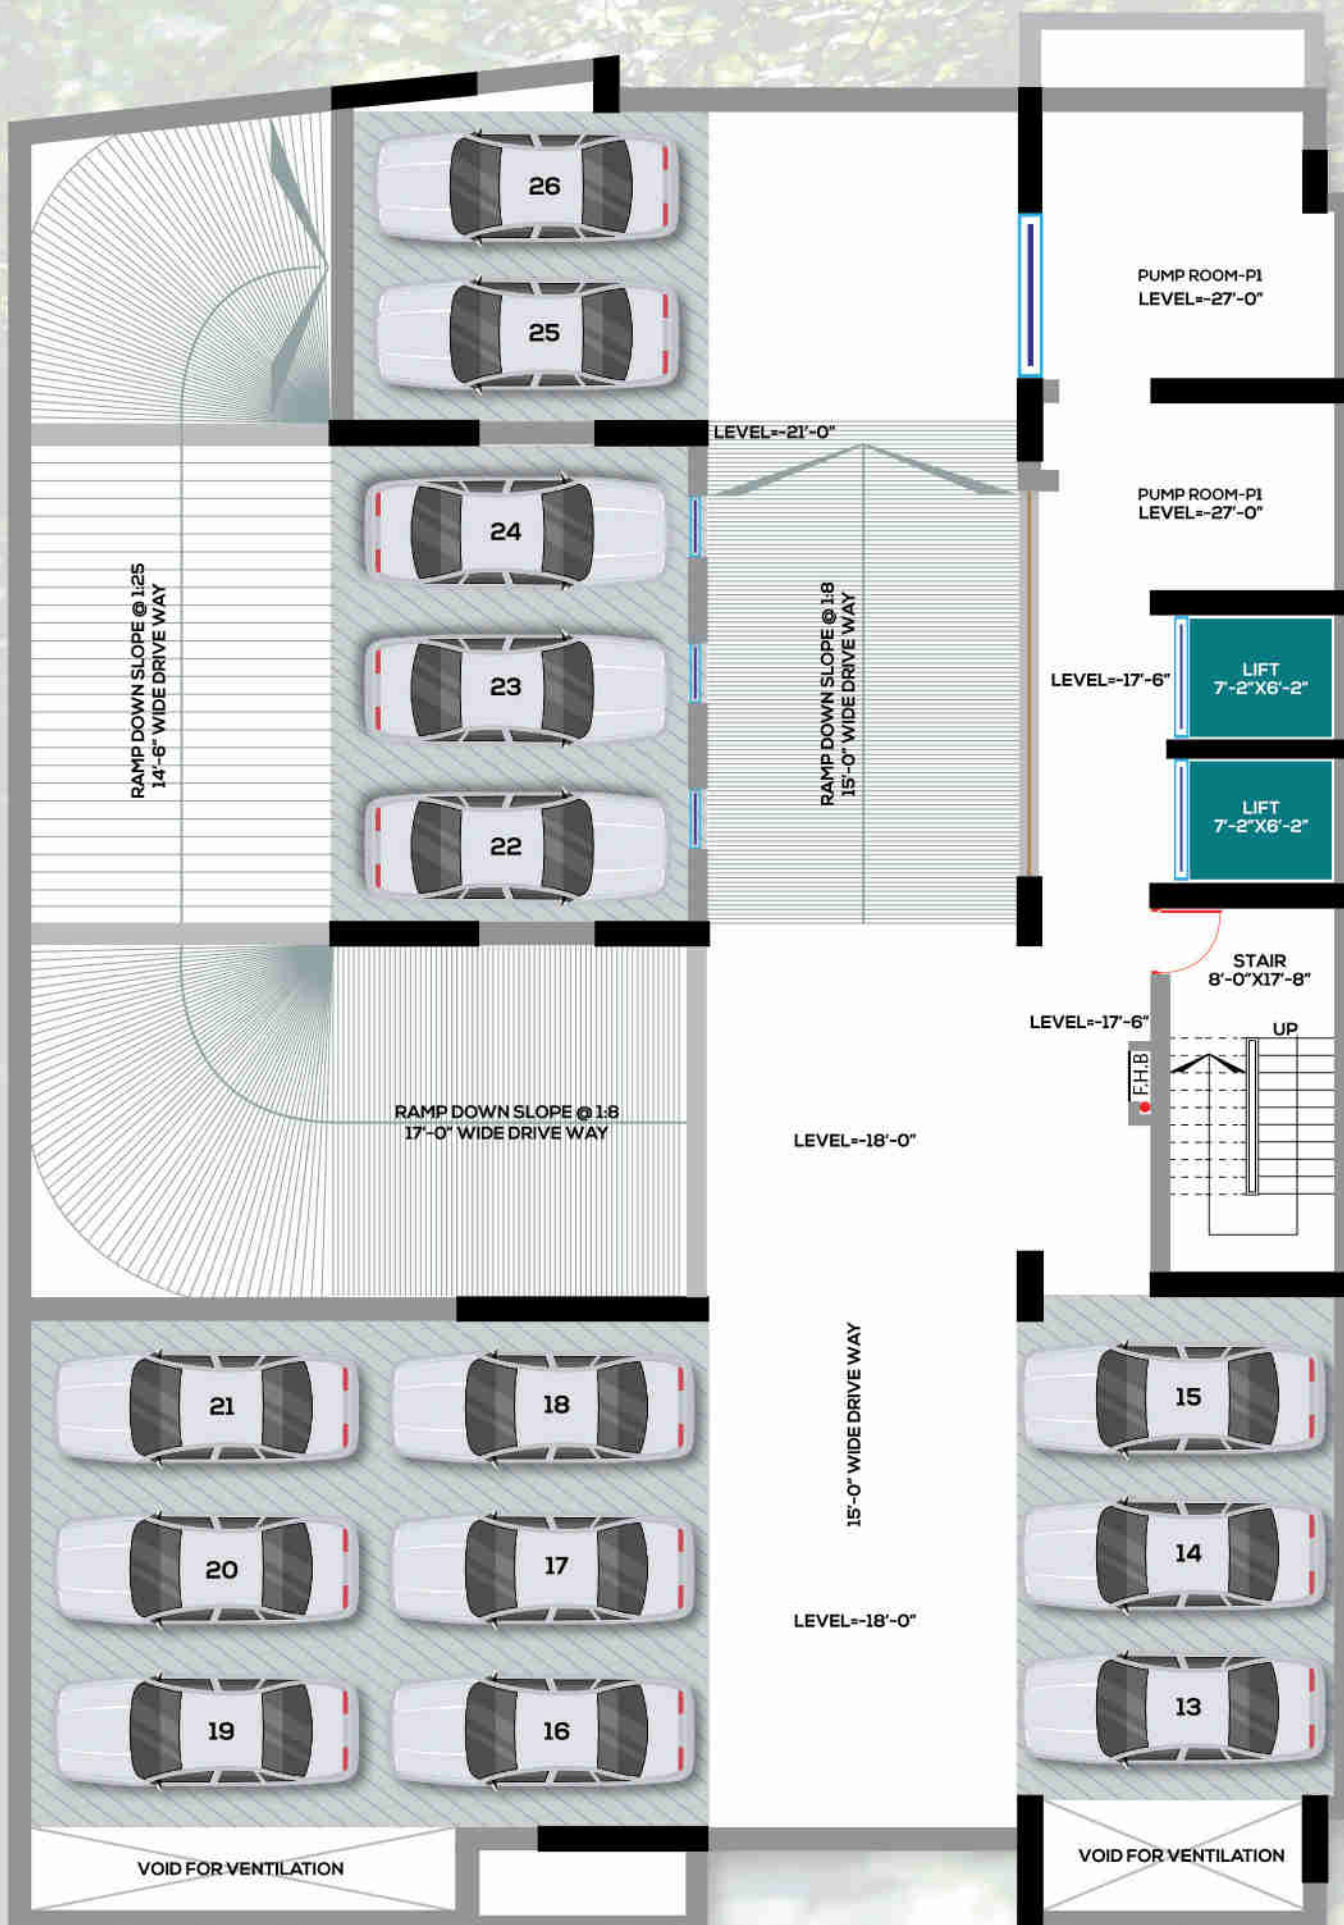 26
25
PUMP ROOM-P1
LEVEL=-27'-0"
LEVEL=-21'-0"
PUMP ROOM-P1
LEVEL=-27'-0"
24
23
22
RAMP DOWN SLOPE @ 1:25
14'-6" WIDE DRIVE WAY
RAMP DOWN SLOPE @ 1:8
15'-0" WIDE DRIVE WAY
LEVEL=-17'-6"
LIFT
7'-2"X6'-2"
LIFT
7'-2"X6'-2"
STAIR
8'-0"X17'-8"
LEVEL=-17'-6"
UP
F.H.B
RAMP DOWN SLOPE @ 1:8
17'-0" WIDE DRIVE WAY
LEVEL=-18'-0"
15'-0" WIDE DRIVE WAY
21
18
15
20
17
14
LEVEL=-18'-0"
19
16
13
VOID FOR VENTILATION
VOID FOR VENTILATION